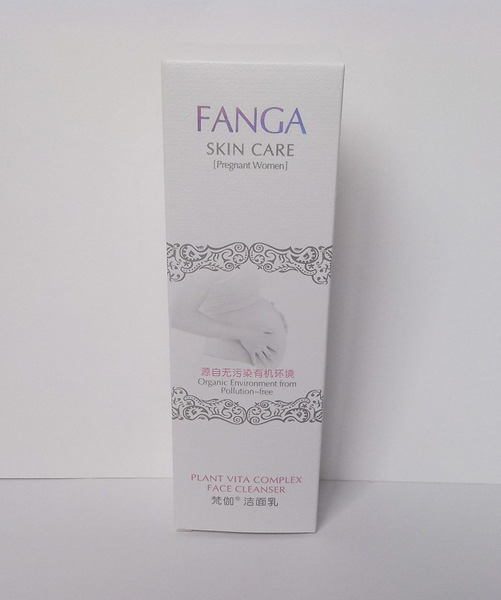 FANGA
SKIN CARE
[Pregnant Women]
源自无污染有机环境
Organic Environment from
Pollution-free
PLANT VITA COMPLEX
FACE CLEANSER
梵伽® 洁面乳